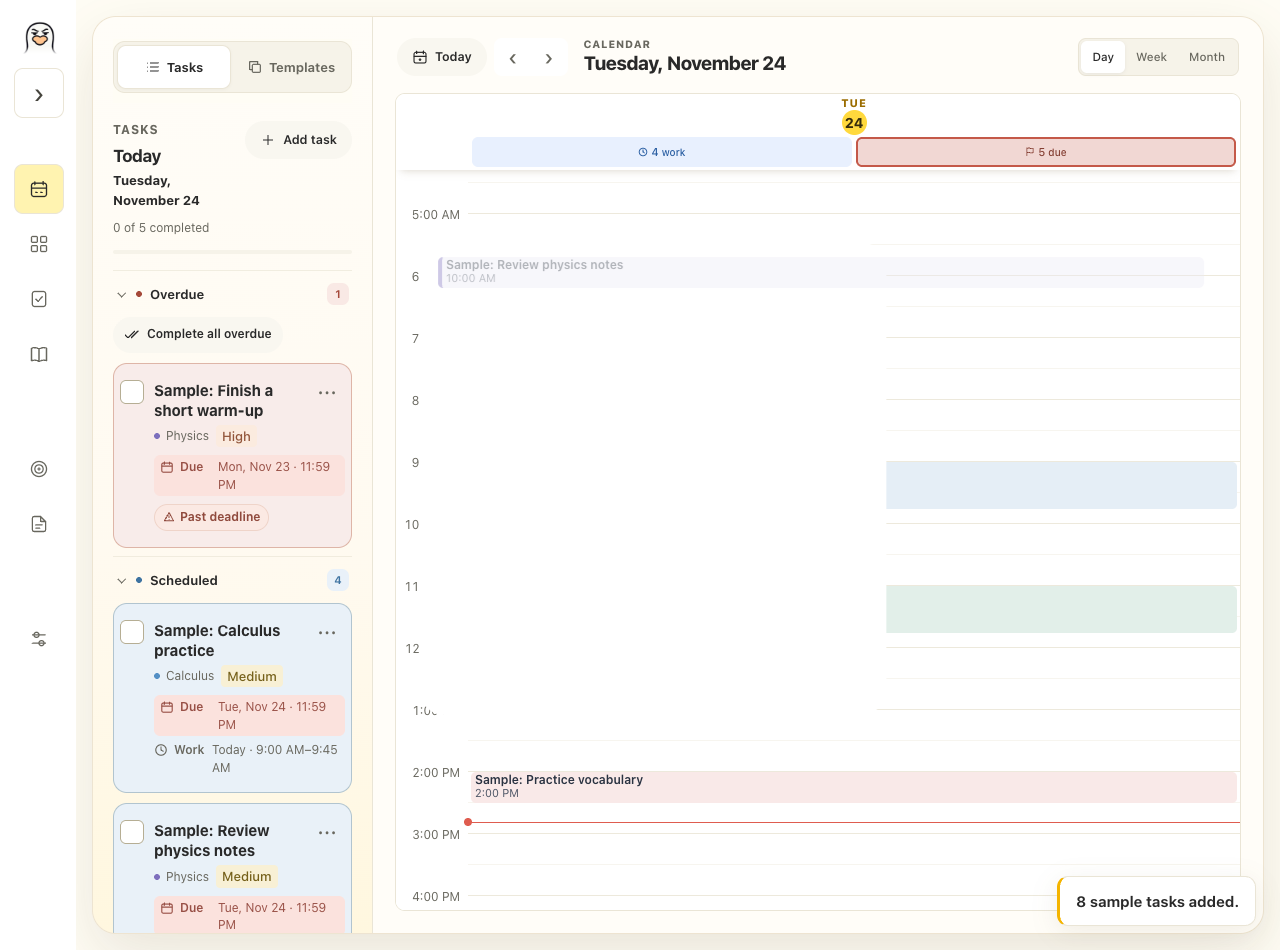 Tasks
Templates
TASKS
Today
Tuesday,
November 24
Add task
0 of 5 completed
Overdue
1
Complete all overdue
Sample: Finish a
short warm-up
Physics
High
Due
Mon, Nov 23 · 11:59
PM
Past deadline
Scheduled
4
Sample: Calculus
practice
Calculus
Medium
Due
Tue, Nov 24 · 11:59
PM
Work
Today · 9:00 AM–9:45
AM
Sample: Review
physics notes
Physics
Medium
Due
Tue, Nov 24 · 11:59
PM
Today
CALENDAR
Tuesday, November 24
Day
Week
Month
TUE
24
4 work
5 due
5:00 AM
Sample: Review physics notes
10:00 AM
6
7
8
9
10
11
12
2:00 PM
Sample: Practice vocabulary
2:00 PM
3:00 PM
4:00 PM
8 sample tasks added.